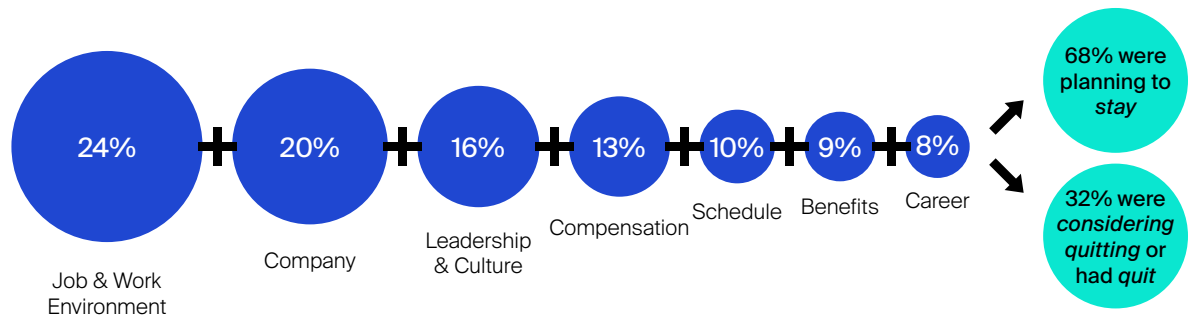 24%
20%
16%
13%
10%
9%
8%
Job & Work
Environment
Company
Leadership
& Culture
Compensation
Schedule
Benefits
Career
68% were
planning to
stay
32% were
considering
quitting or
had quit